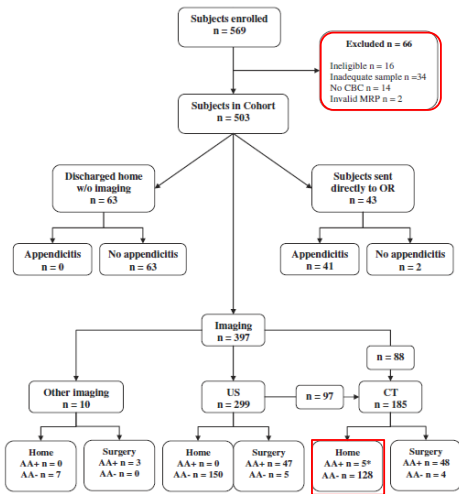 Subjects enrolled
n = 569
Excluded n = 66
Ineligible n = 16
Inadequate sample n =34
No CBC n = 14
Invalid MRP n = 2
Subjects in Cohort
n = 503
Discharged home
w/o imaging
n = 63
Subjects sent
directly to OR
n = 43
Appendicitis
n = 0
No appendicitis
n = 63
Appendicitis
n = 41
No appendicitis
n = 2
Imaging
n = 397
n = 88
Other imaging
n = 10
US
n = 299
n = 97
CT
n = 185
Home
AA+ n = 0
AA- n = 7
Surgery
AA+ n = 3
AA- n = 0
Home
AA+ n = 0
AA- n = 150
Surgery
AA+ n = 47
AA- n = 5
Home
AA+ n = 5*
AA- n = 128
Surgery
AA+ n = 48
AA- n = 4